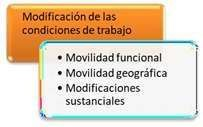 Modificación de las
condiciones de trabajo
• Movilidad funcional
• Movilidad geográfica
• Modificaciones
sustanciales